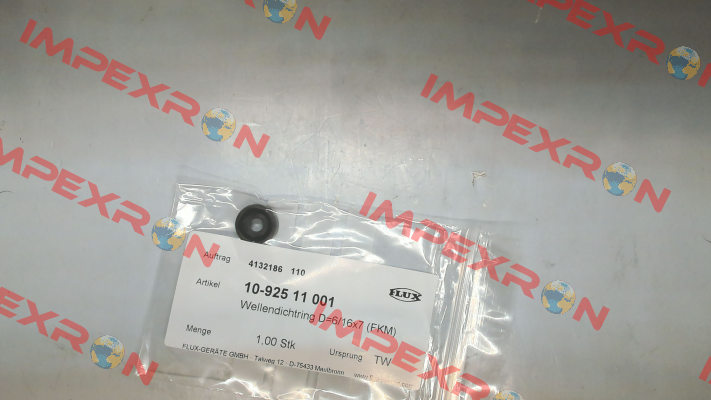 IMPEXRON
IMPEXRON
IMPEXRON
IMPEXRON
IMPEXRON
IMPEXRON
IMPEXRON
IMPEXRON
Auftrag 4132186 110
Artikel 10-925 11 001 FLUX
Wellendichtring D=6/16x7 (FKM)
Menge 1,00 Stk Ursprung TW
FLUX-GERÄTE GMBH · Talweg 12 · D-75433 Maulbronn